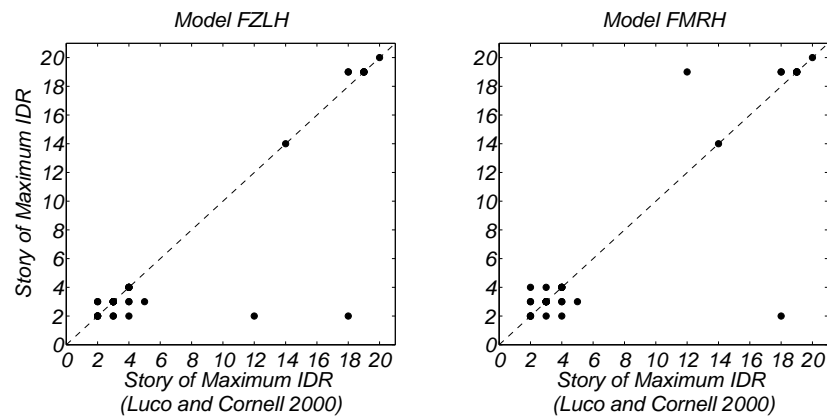 Model FZLH
Story of Maximum IDR
20
18
16
14
12
10
8
6
4
2
0
0 2 4 6 8 10 12 14 16 18 20
Story of Maximum IDR
(Luco and Cornell 2000)
Model FMRH
Story of Maximum IDR
20
18
16
14
12
10
8
6
4
2
0
0 2 4 6 8 10 12 14 16 18 20
Story of Maximum IDR
(Luco and Cornell 2000)